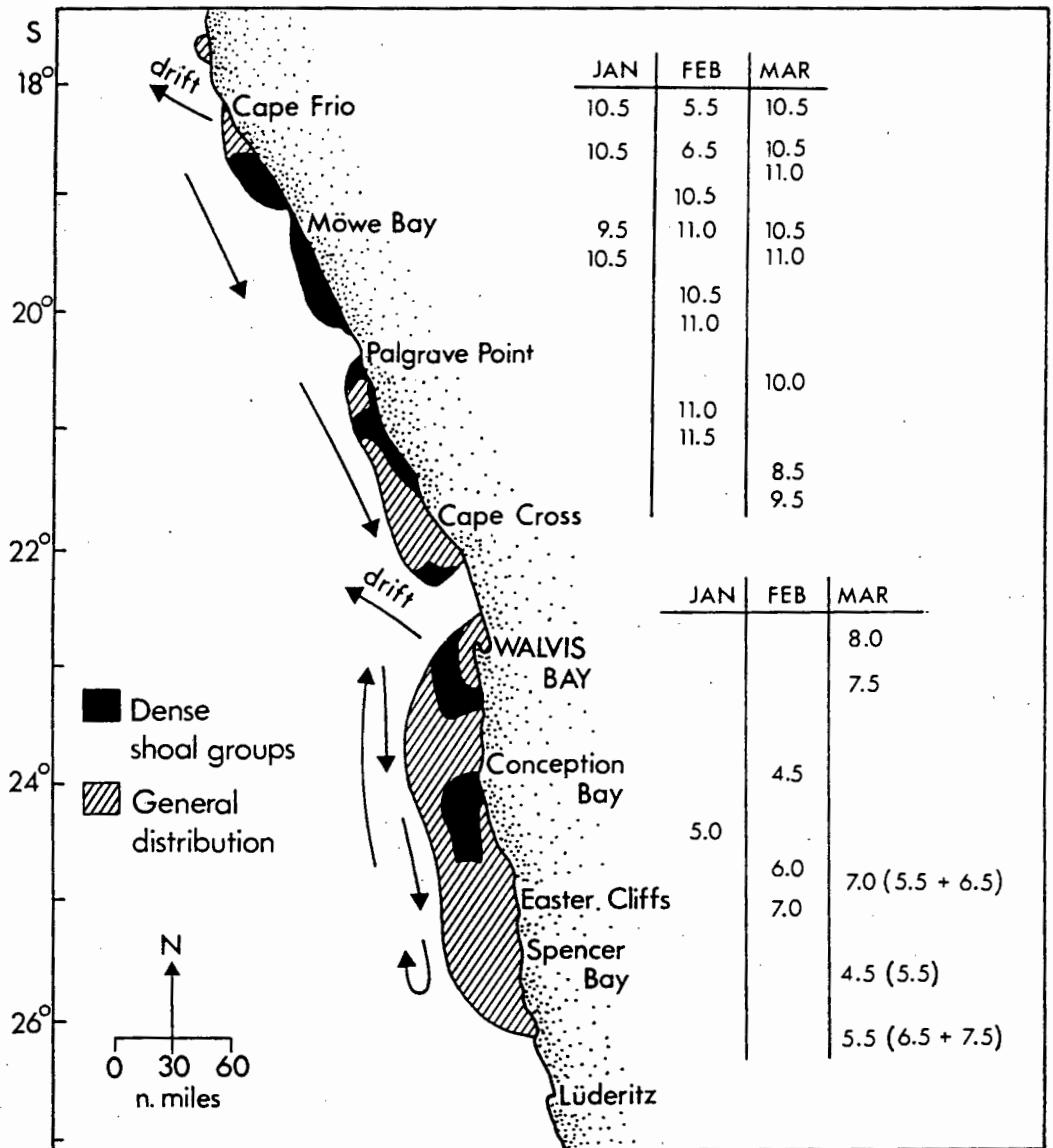 S
18°
20°
22°
24°
26°
drift
Cape Frio
Möwe Bay
Palgrave Point
Cape Cross
drift
WALVIS
BAY
Conception
Bay
Easter Cliffs
Spencer
Bay
Lüderitz
Dense
shoal groups
General
distribution
N
0 30 60
n. miles
JAN FEB MAR
10.5 5.5 10.5
10.5 6.5 10.5
11.0
10.5
9.5 11.0 10.5
10.5 11.0
10.5
11.0
10.0
11.0
11.5
8.5
9.5
JAN FEB MAR
8.0
7.5
4.5
5.0
6.0
7.0 (5.5 + 6.5)
7.0
4.5 (5.5)
5.5 (6.5 + 7.5)